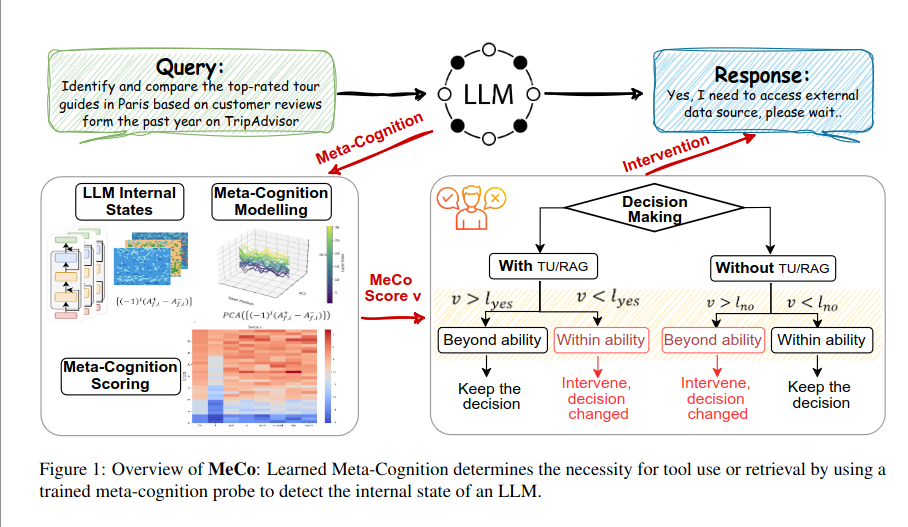 Query:
Identify and compare the top-rated tour
guides in Paris based on customer reviews
form the past year on TripAdvisor
LLM
Response:
Yes, I need to access external
data source, please wait..
Meta-Cognition
Intervention
LLM Internal
States
Meta-Cognition
Modelling
[(−1)ⁱ(A⁺ⱼ,ᵢ − A⁻ⱼ,ᵢ)]
PCA([(−1)ⁱ(A⁺ⱼ,ᵢ − A⁻ⱼ,ᵢ)])
Meta-Cognition
Scoring
MeCo
Score v
Decision
Making
With TU/RAG
Without TU/RAG
v > l_yes
v < l_yes
v > l_no
v < l_no
Beyond ability
Within ability
Beyond ability
Within ability
Keep the
decision
Intervene,
decision
changed
Intervene,
decision
changed
Keep the
decision
Figure 1: Overview of MeCo: Learned Meta-Cognition determines the necessity for tool use or retrieval by using a
trained meta-cognition probe to detect the internal state of an LLM.